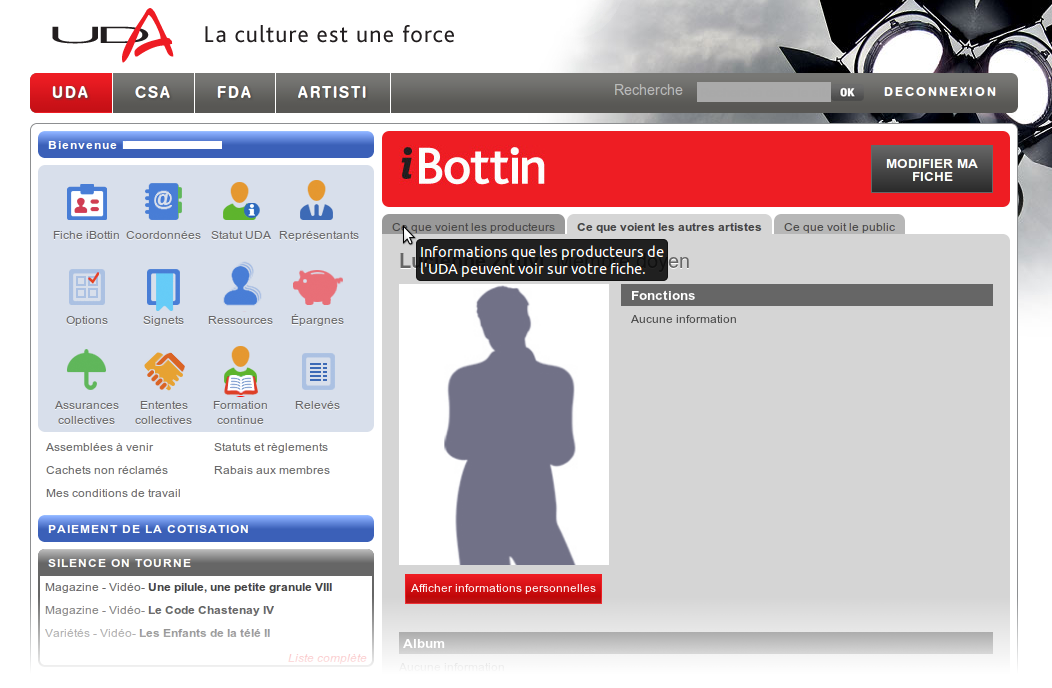 UDA
La culture est une force
UDA
CSA
FDA
ARTISTI
Recherche
OK
DECONNEXION
Bienvenue
Fiche iBottin
Coordonnées
Statut UDA
Représentants
Options
Signets
Ressources
Épargnes
Assurances
collectives
Ententes
collectives
Formation
continue
Relevés
Assemblées à venir
Statuts et règlements
Cachets non réclamés
Rabais aux membres
Mes conditions de travail
PAIEMENT DE LA COTISATION
SILENCE ON TOURNE
Magazine - Vidéo- Une pilule, une petite granule VIII
Magazine - Vidéo- Le Code Chastenay IV
Variétés - Vidéo- Les Enfants de la télé II
Liste complète
iBottin
MODIFIER MA
FICHE
Ce que voient les producteurs
Ce que voient les autres artistes
Ce que voit le public
Informations que les producteurs de
l'UDA peuvent voir sur votre fiche.
Fonctions
Aucune information
Afficher informations personnelles
Album
Aucune information